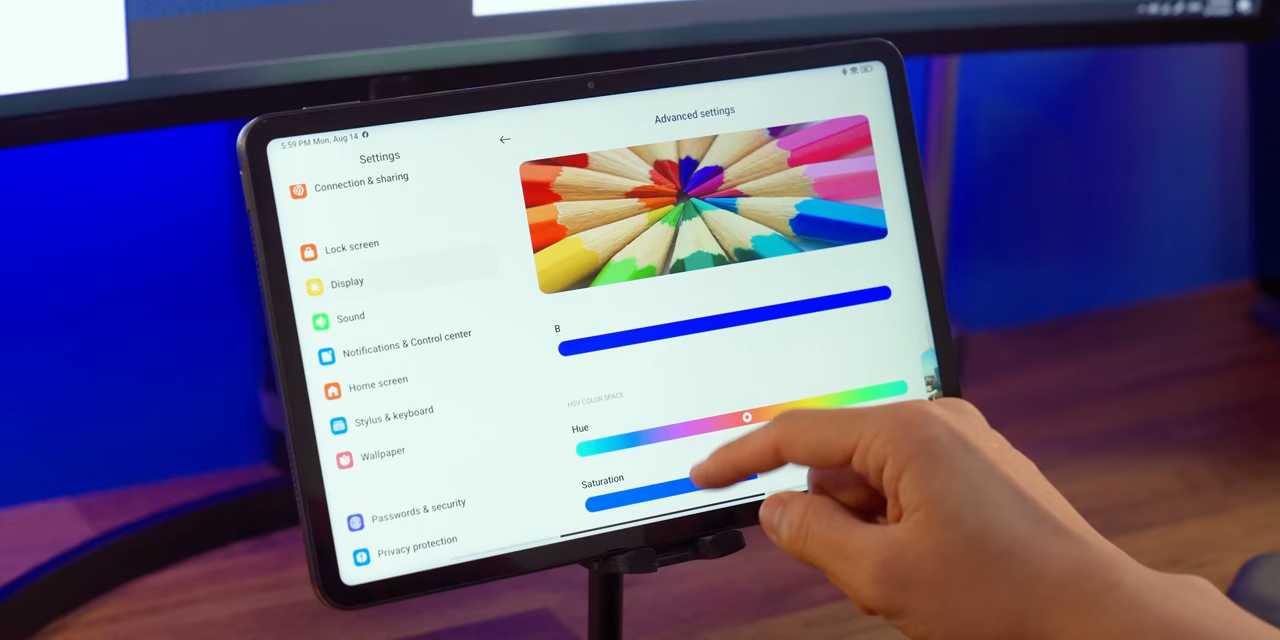 5:59 PM Mon, Aug 14
Settings
Connection & sharing
Lock screen
Display
Sound
Notifications & Control center
Home screen
Stylus & keyboard
Wallpaper
Passwords & security
Privacy protection
Advanced settings
B
HSV COLOR SPACE
Hue
Saturation